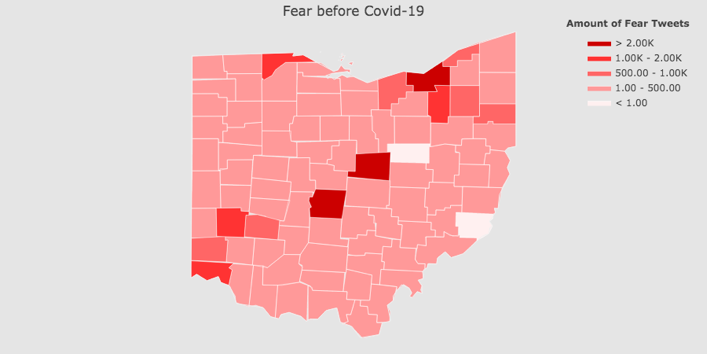 Fear before Covid-19
Amount of Fear Tweets
> 2.00K
1.00K - 2.00K
500.00 - 1.00K
1.00 - 500.00
< 1.00